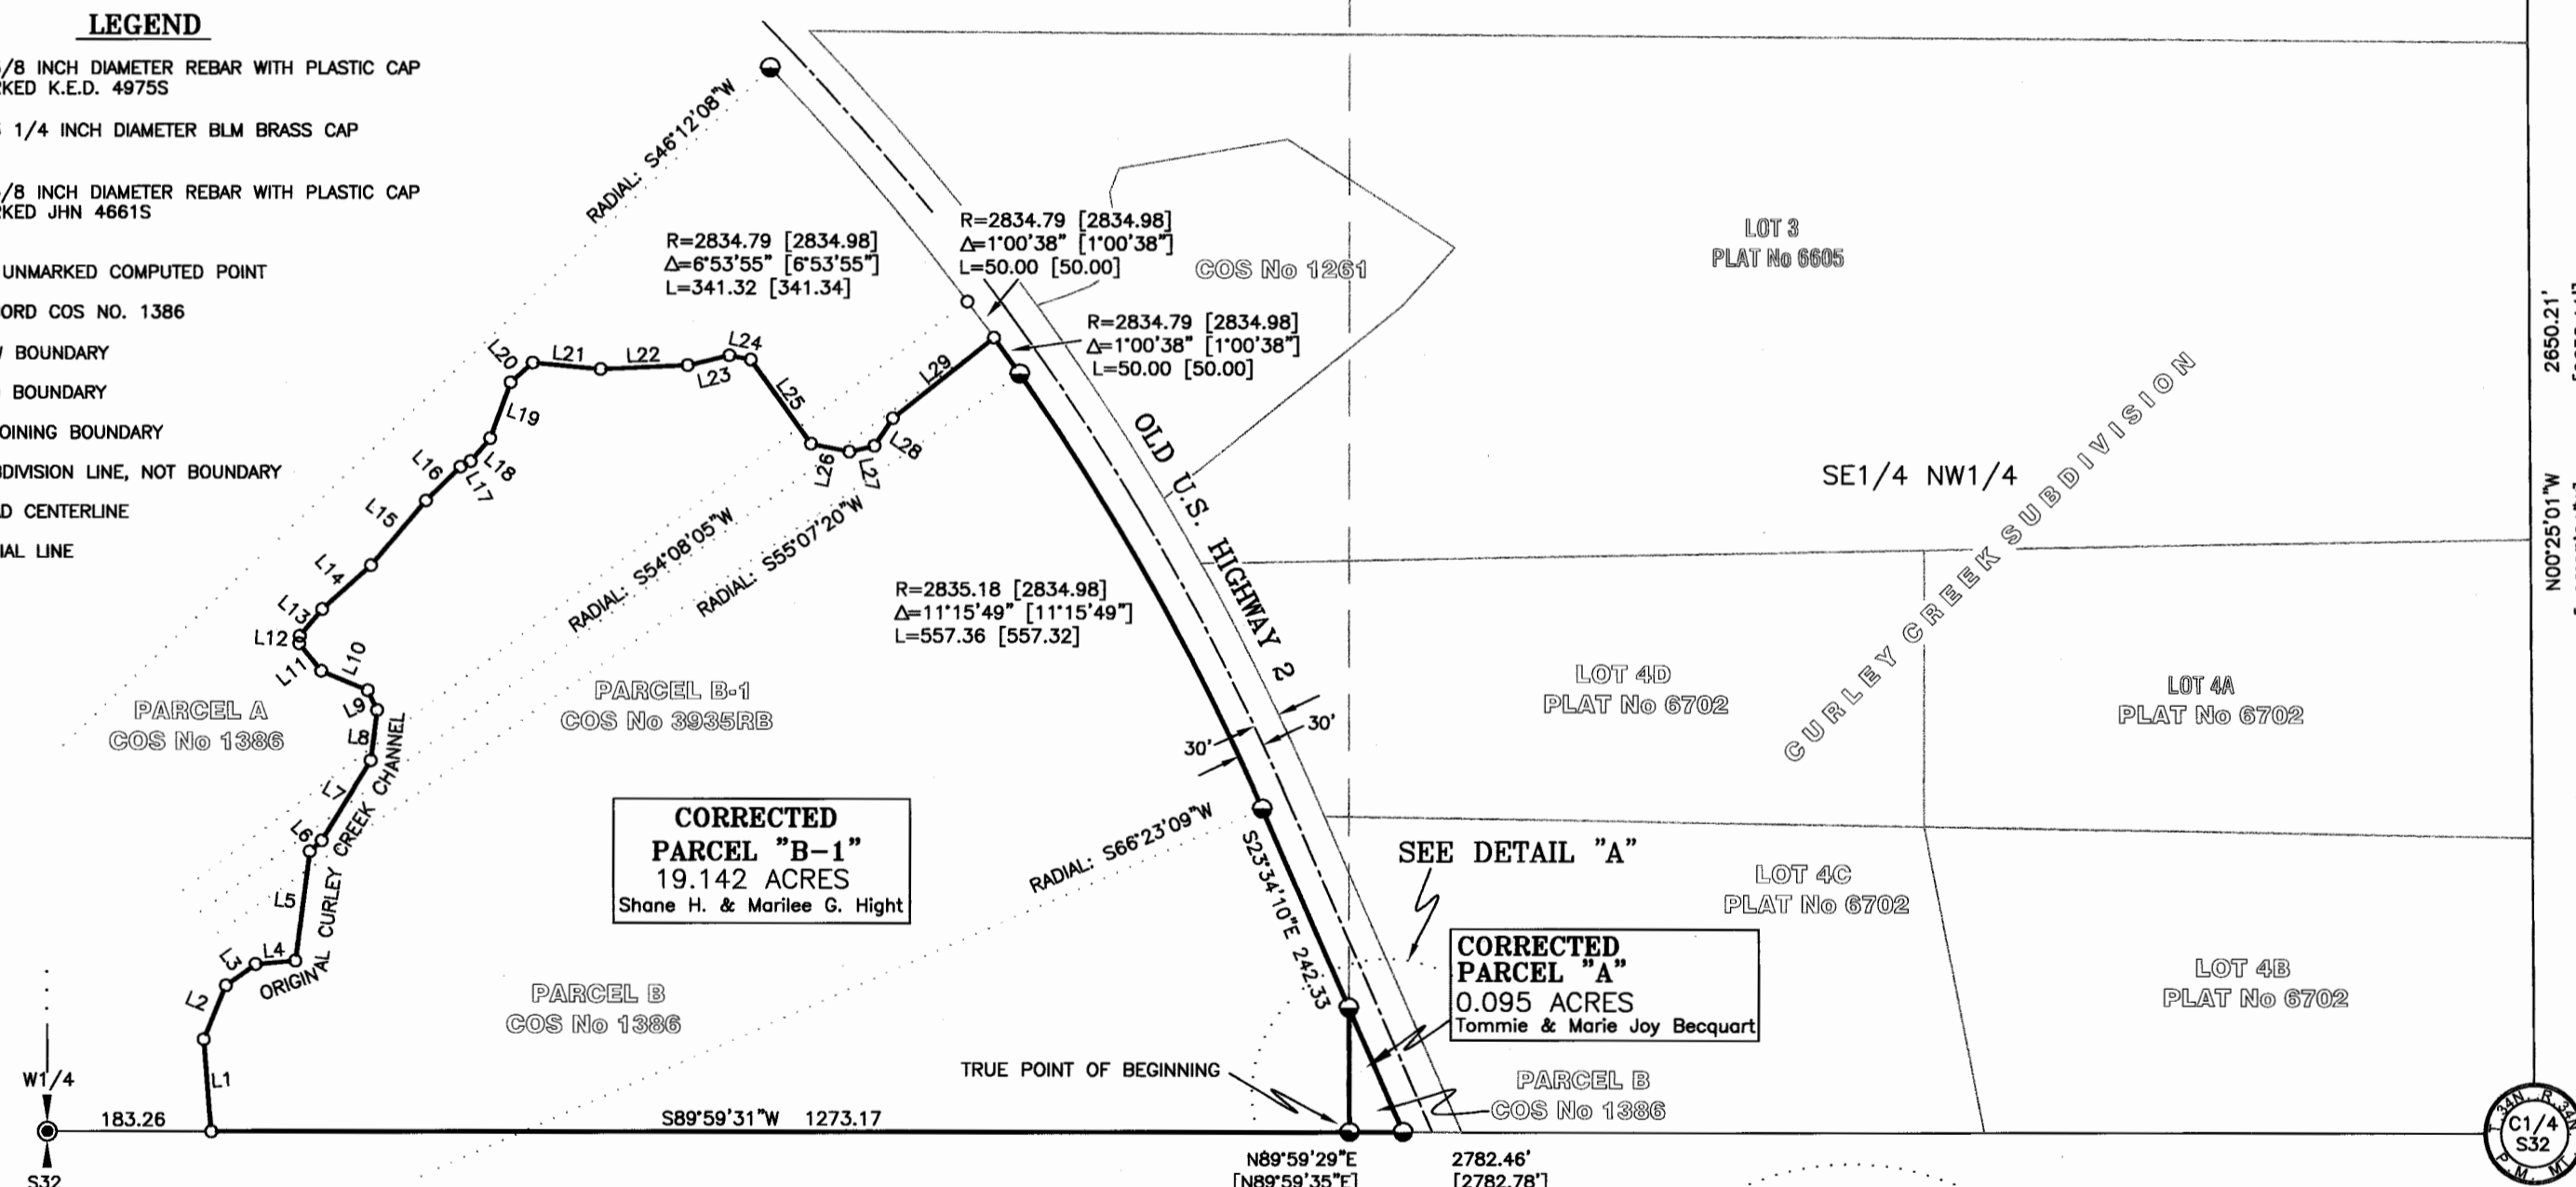 LEGEND
/8 INCH DIAMETER REBAR WITH PLASTIC CAP
KED K.E.D. 4975S
1/4 INCH DIAMETER BLM BRASS CAP
/8 INCH DIAMETER REBAR WITH PLASTIC CAP
KED JHN 4661S
UNMARKED COMPUTED POINT
ORD COS NO. 1386
BOUNDARY
BOUNDARY
OINING BOUNDARY
BDIVISION LINE, NOT BOUNDARY
D CENTERLINE
IAL LINE
RADIAL: S46°12'08"W
R=2834.79 [2834.98]
Δ=6°53'55" [6°53'55"]
L=341.32 [341.34]
R=2834.79 [2834.98]
Δ=1°00'38" [1°00'38"]
L=50.00 [50.00]
COS No 1261
R=2834.79 [2834.98]
Δ=1°00'38" [1°00'38"]
L=50.00 [50.00]
LOT 3
PLAT No 6605
2650.21'
N00°25'01"W
SE1/4 NW1/4
CURLEY CREEK SUBDIVISION
OLD U.S. HIGHWAY 2
L20
L21
L22
L23
L24
L25
L26
L27
L28
L29
L19
L18
L17
L16
L15
L14
L13
L12
L11
L10
L9
L8
L7
L6
L5
L4
L3
L2
L1
RADIAL: S54°08'05"W
RADIAL: S55°07'20"W
R=2835.18 [2834.98]
Δ=11°15'49" [11°15'49"]
L=557.36 [557.32]
PARCEL A
COS No 1386
PARCEL B-1
COS No 3935RB
ORIGINAL CURLEY CREEK CHANNEL
CORRECTED
PARCEL "B-1"
19.142 ACRES
Shane H. & Marilee G. Hight
RADIAL: S66°23'09"W
30'
30'
LOT 4D
PLAT No 6702
LOT 4A
PLAT No 6702
S23°34'10"E 242.33
SEE DETAIL "A"
LOT 4C
PLAT No 6702
CORRECTED
PARCEL "A"
0.095 ACRES
Tommie & Marie Joy Becquart
LOT 4B
PLAT No 6702
PARCEL B
COS No 1386
TRUE POINT OF BEGINNING
PARCEL B
COS No 1386
W1/4
183.26
S32
S89°59'31"W 1273.17
N89°59'29"E 2782.46'
[N89°59'35"E] [2782.78']
T.34N. R.34N.
C1/4
S32
P.M. MT.